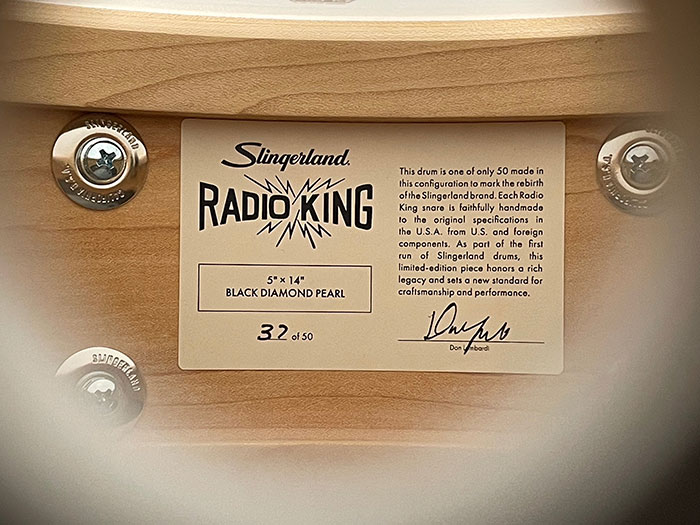 Slingerland.
RADIO KING
5" × 14"
BLACK DIAMOND PEARL
32 of 50
This drum is one of only 50 made in
this configuration to mark the rebirth
of the Slingerland brand. Each Radio
King snare is faithfully handmade
to the original specifications in
the U.S.A. from U.S. and foreign
components. As part of the first
run of Slingerland drums, this
limited-edition piece honors a rich
legacy and sets a new standard for
craftsmanship and performance.
Don Lombardi
SLINGERLAND
SLINGERLAND